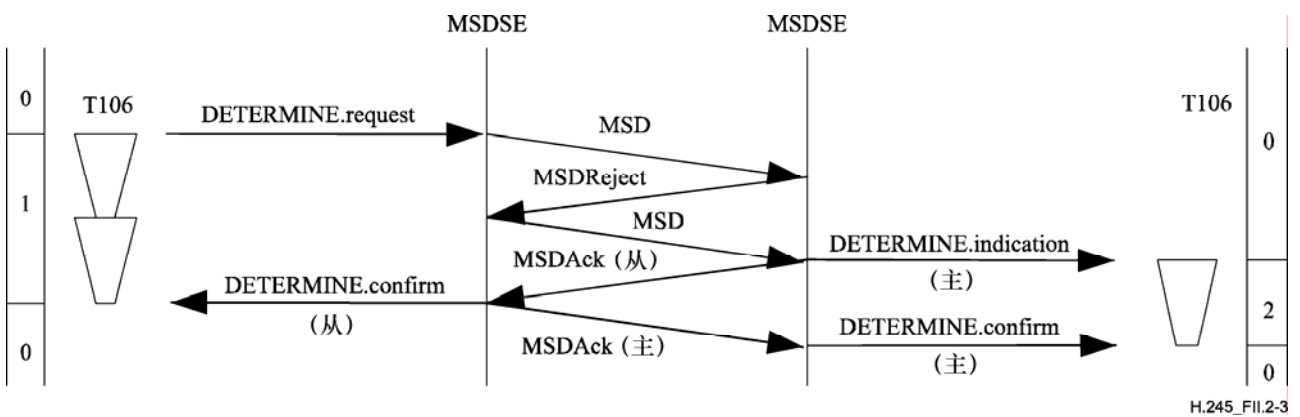 MSDSE
MSDSE
0
T106
DETERMINE.request
MSD
T106
0
MSDReject
1
MSD
MSDAck (从)
DETERMINE.indication
(主)
DETERMINE.confirm
(从)
2
DETERMINE.confirm
(主)
MSDAck (主)
0
0
H.245_FII.2-3